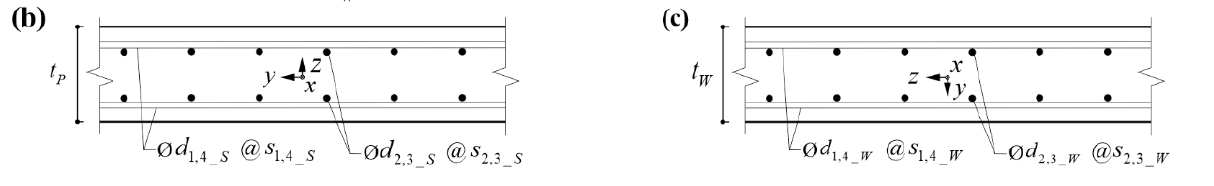 (b)
t_P
z
y
x
Ød_{1,4_S} @ s_{1,4_S}
Ød_{2,3_S} @ s_{2,3_S}
(c)
t_W
x
z
y
Ød_{1,4_W} @ s_{1,4_W}
Ød_{2,3_W} @ s_{2,3_W}